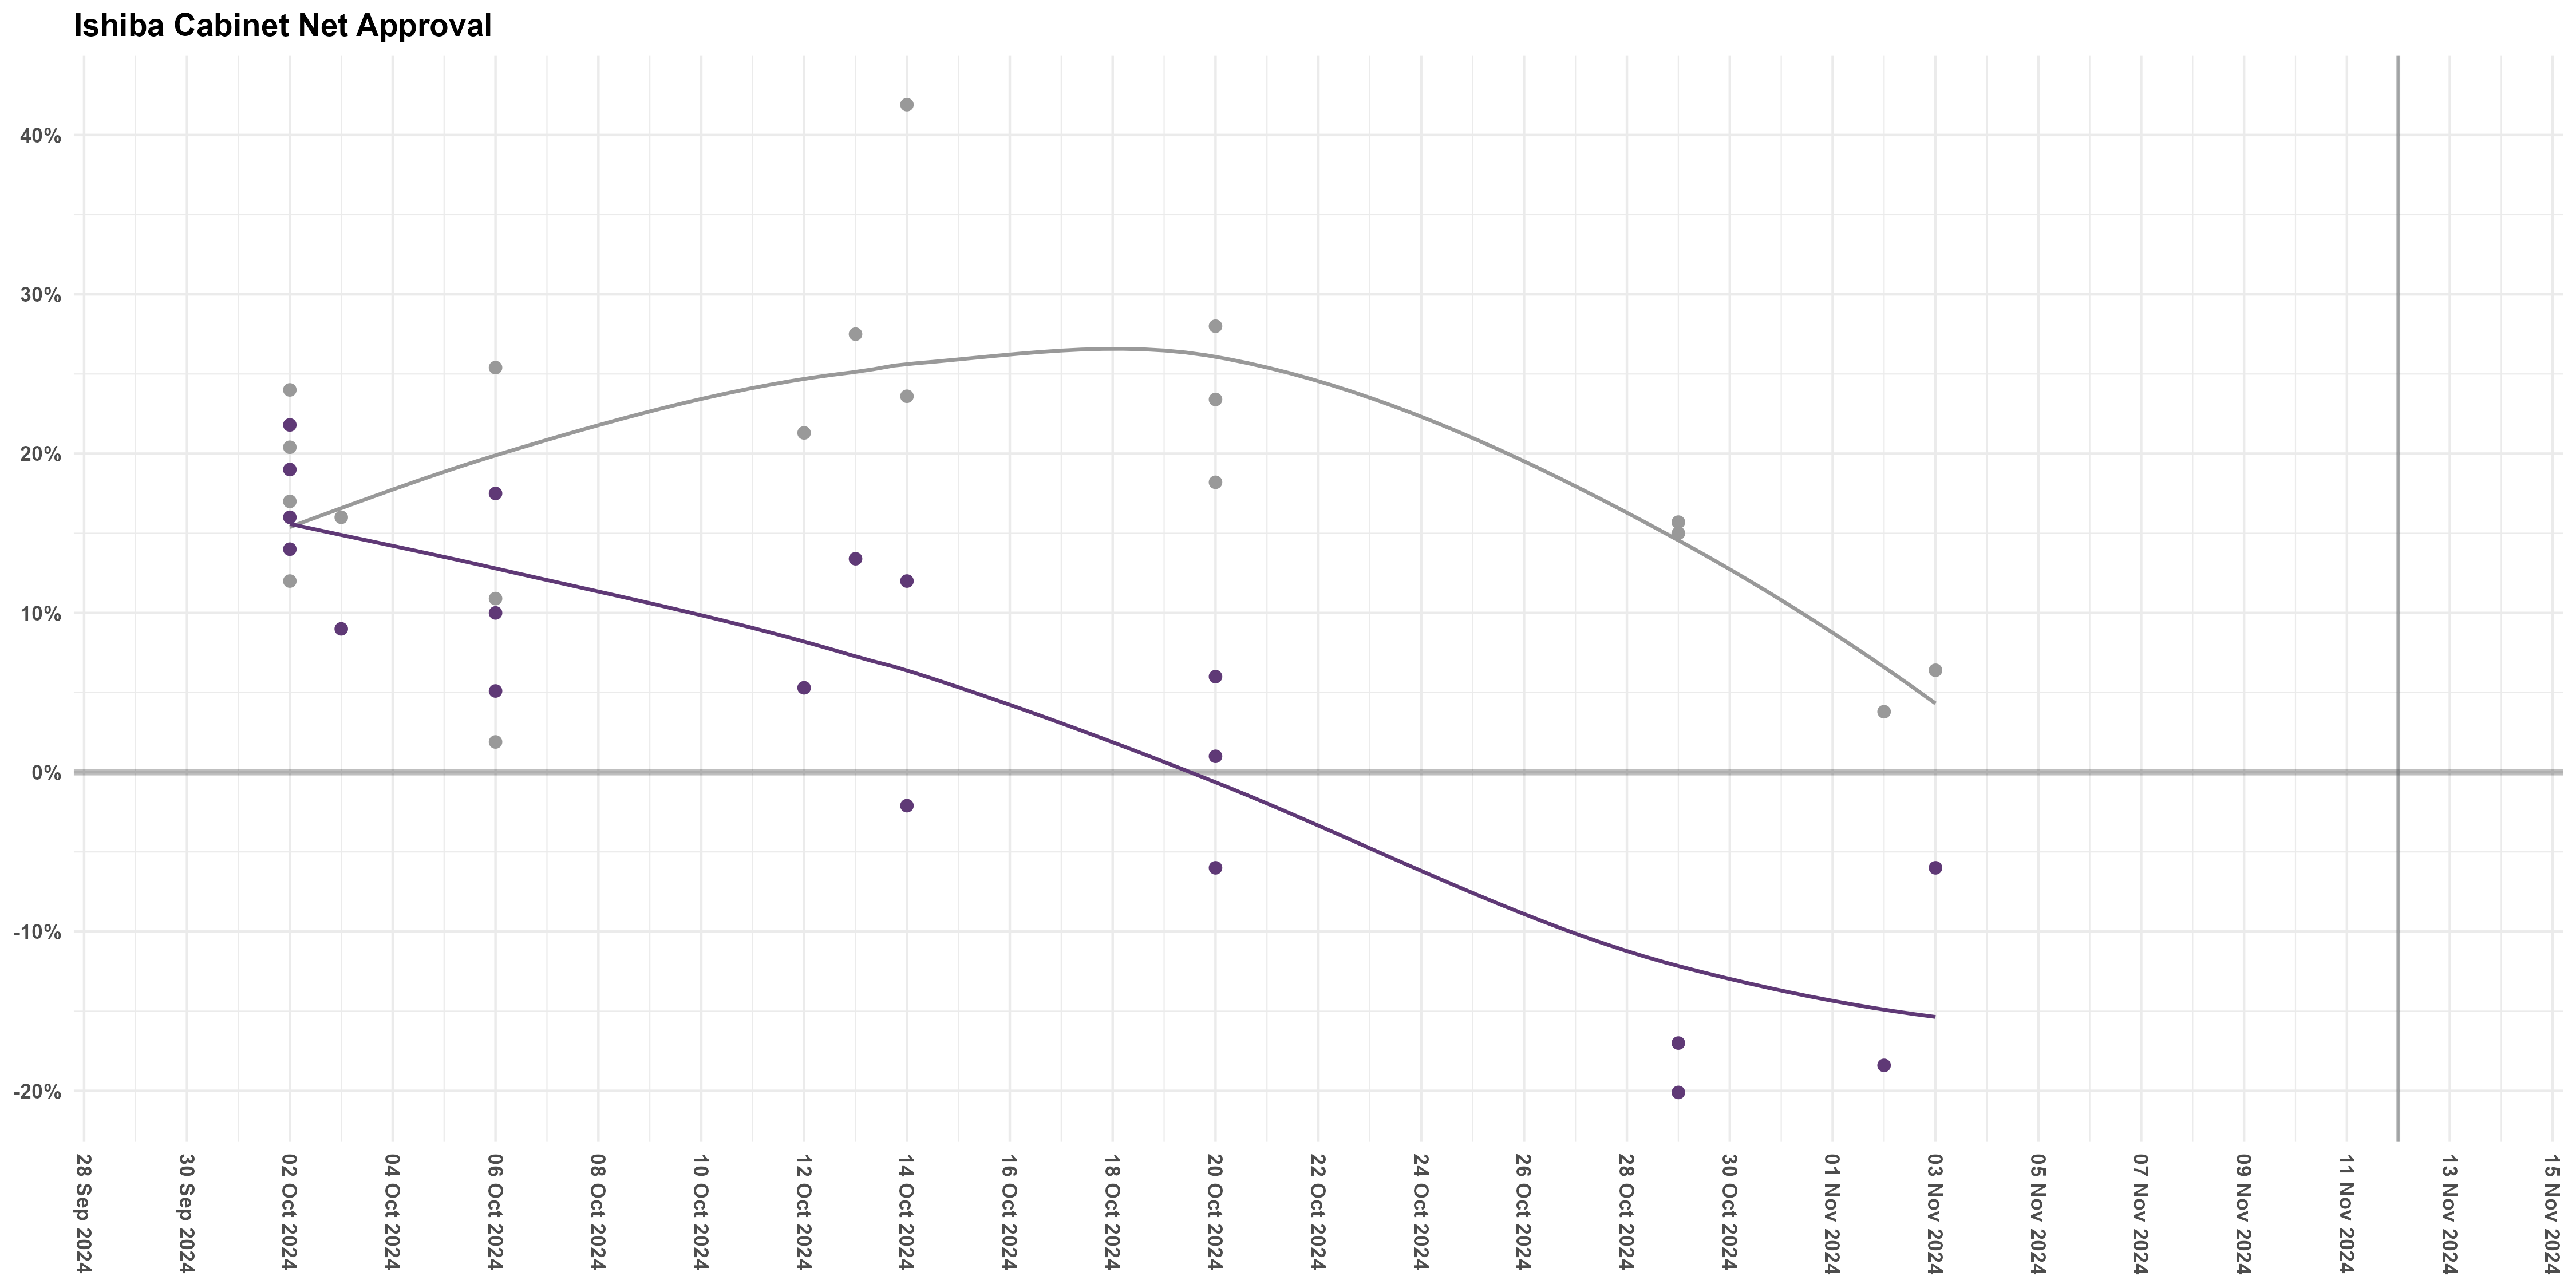 Ishiba Cabinet Net Approval
40%
30%
20%
10%
0%
-10%
-20%
28 Sep 2024
30 Sep 2024
02 Oct 2024
04 Oct 2024
06 Oct 2024
08 Oct 2024
10 Oct 2024
12 Oct 2024
14 Oct 2024
16 Oct 2024
18 Oct 2024
20 Oct 2024
22 Oct 2024
24 Oct 2024
26 Oct 2024
28 Oct 2024
30 Oct 2024
01 Nov 2024
03 Nov 2024
05 Nov 2024
07 Nov 2024
09 Nov 2024
11 Nov 2024
13 Nov 2024
15 Nov 2024